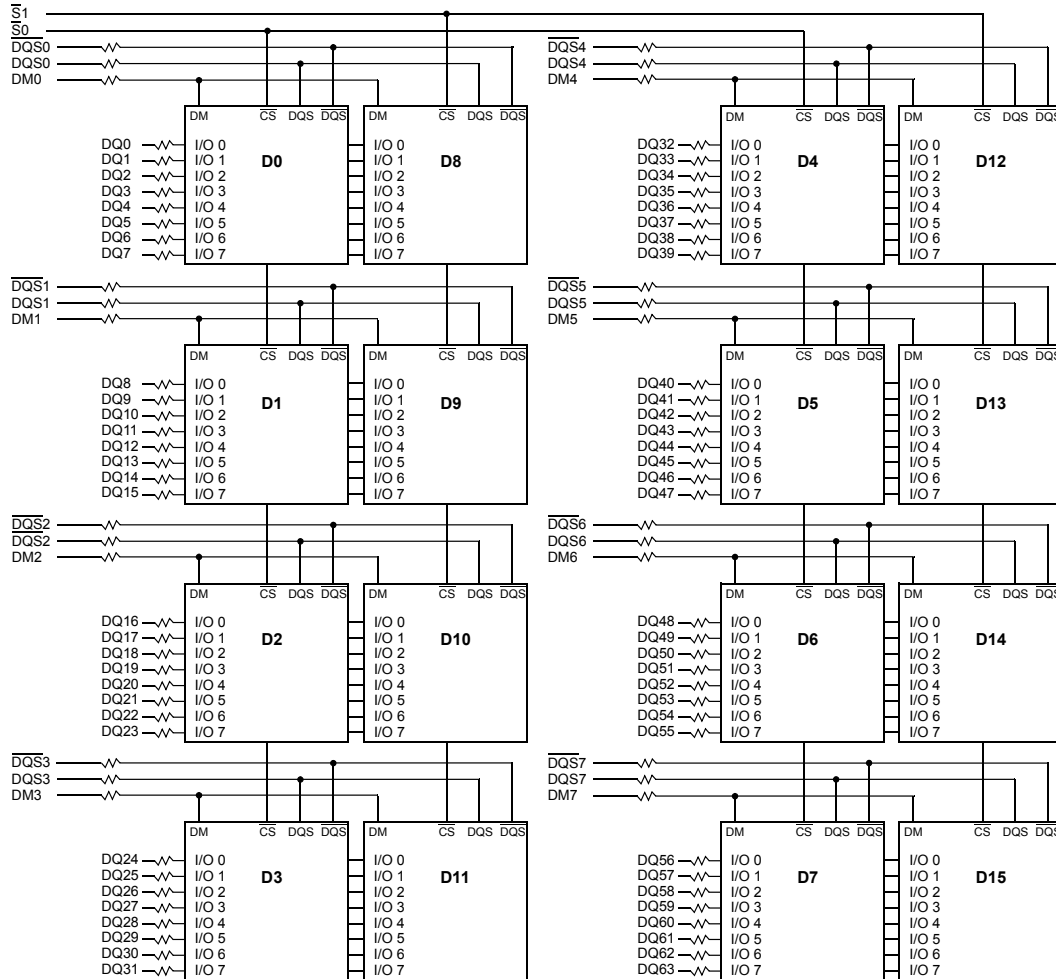 S1
S0
DQS0
DQS0
DM0
DM CS DQS DQS DM CS DQS DQS
DQ0 I/O 0 I/O 0
DQ1 I/O 1 D0 I/O 1 D8
DQ2 I/O 2 I/O 2
DQ3 I/O 3 I/O 3
DQ4 I/O 4 I/O 4
DQ5 I/O 5 I/O 5
DQ6 I/O 6 I/O 6
DQ7 I/O 7 I/O 7
DQS1
DQS1
DM1
DM CS DQS DQS DM CS DQS DQS
DQ8 I/O 0 I/O 0
DQ9 I/O 1 D1 I/O 1 D9
DQ10 I/O 2 I/O 2
DQ11 I/O 3 I/O 3
DQ12 I/O 4 I/O 4
DQ13 I/O 5 I/O 5
DQ14 I/O 6 I/O 6
DQ15 I/O 7 I/O 7
DQS2
DQS2
DM2
DM CS DQS DQS DM CS DQS DQS
DQ16 I/O 0 I/O 0
DQ17 I/O 1 D2 I/O 1 D10
DQ18 I/O 2 I/O 2
DQ19 I/O 3 I/O 3
DQ20 I/O 4 I/O 4
DQ21 I/O 5 I/O 5
DQ22 I/O 6 I/O 6
DQ23 I/O 7 I/O 7
DQS3
DQS3
DM3
DM CS DQS DQS DM CS DQS DQS
DQ24 I/O 0 I/O 0
DQ25 I/O 1 D3 I/O 1 D11
DQ26 I/O 2 I/O 2
DQ27 I/O 3 I/O 3
DQ28 I/O 4 I/O 4
DQ29 I/O 5 I/O 5
DQ30 I/O 6 I/O 6
DQ31 I/O 7 I/O 7
DQS4
DQS4
DM4
DM CS DQS DQS DM CS DQS DQS
DQ32 I/O 0 I/O 0
DQ33 I/O 1 D4 I/O 1 D12
DQ34 I/O 2 I/O 2
DQ35 I/O 3 I/O 3
DQ36 I/O 4 I/O 4
DQ37 I/O 5 I/O 5
DQ38 I/O 6 I/O 6
DQ39 I/O 7 I/O 7
DQS5
DQS5
DM5
DM CS DQS DQS DM CS DQS DQS
DQ40 I/O 0 I/O 0
DQ41 I/O 1 D5 I/O 1 D13
DQ42 I/O 2 I/O 2
DQ43 I/O 3 I/O 3
DQ44 I/O 4 I/O 4
DQ45 I/O 5 I/O 5
DQ46 I/O 6 I/O 6
DQ47 I/O 7 I/O 7
DQS6
DQS6
DM6
DM CS DQS DQS DM CS DQS DQS
DQ48 I/O 0 I/O 0
DQ49 I/O 1 D6 I/O 1 D14
DQ50 I/O 2 I/O 2
DQ51 I/O 3 I/O 3
DQ52 I/O 4 I/O 4
DQ53 I/O 5 I/O 5
DQ54 I/O 6 I/O 6
DQ55 I/O 7 I/O 7
DQS7
DQS7
DM7
DM CS DQS DQS DM CS DQS DQS
DQ56 I/O 0 I/O 0
DQ57 I/O 1 D7 I/O 1 D15
DQ58 I/O 2 I/O 2
DQ59 I/O 3 I/O 3
DQ60 I/O 4 I/O 4
DQ61 I/O 5 I/O 5
DQ62 I/O 6 I/O 6
DQ63 I/O 7 I/O 7